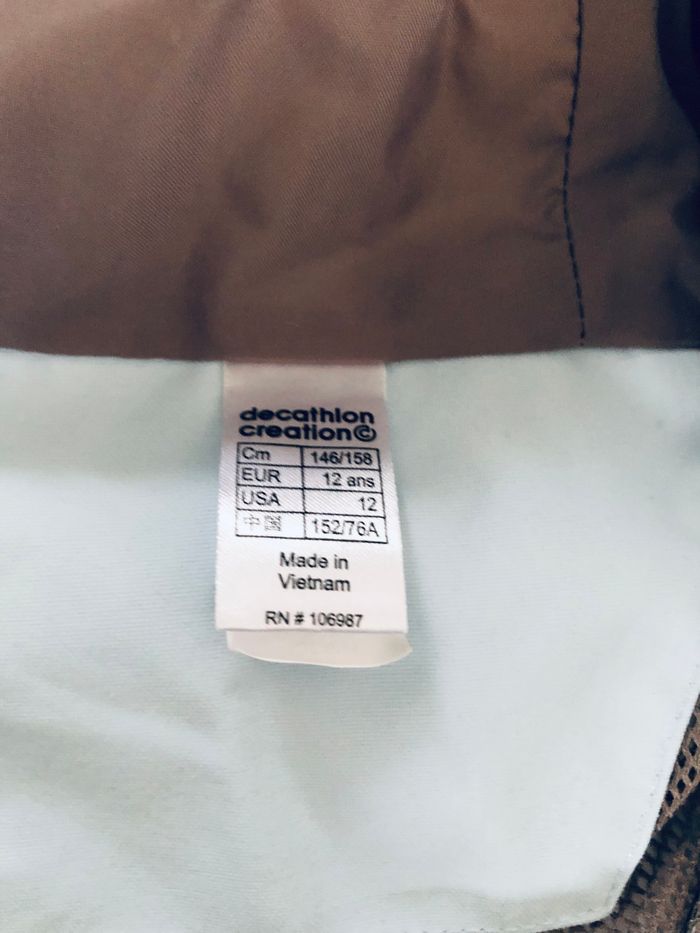 decathlon
creation©
Cm 146/158
EUR 12 ans
USA 12
中国 152/76A
Made in
Vietnam
RN # 106987